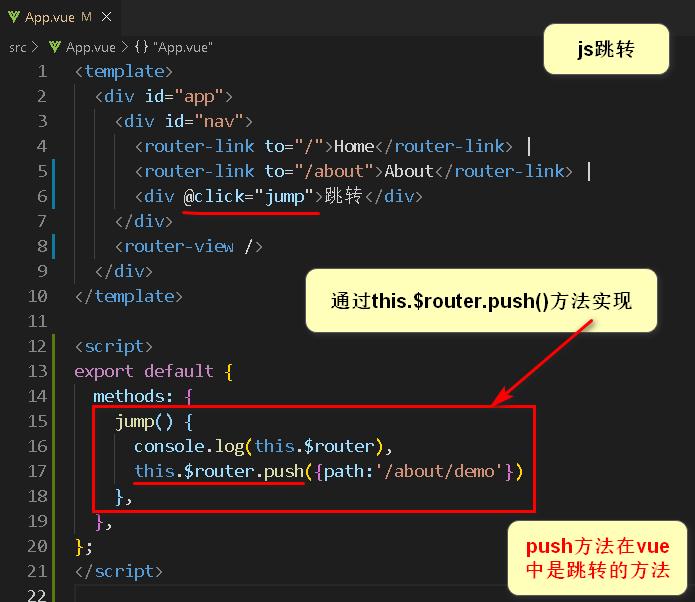 App.vue M ×
src > App.vue > {} "App.vue"
js跳转
1 <template>
2 <div id="app">
3 <div id="nav">
4 <router-link to="/">Home</router-link> |
5 <router-link to="/about">About</router-link> |
6 <div @click="jump">跳转</div>
7 </div>
8 <router-view />
9 </div>
10 </template>
通过this.$router.push()方法实现
11
12 <script>
13 export default {
14 methods: {
15 jump() {
16 console.log(this.$router),
17 this.$router.push({path:'/about/demo'})
18 },
19 },
20 };
21 </script>
22
push方法在vue
中是跳转的方法